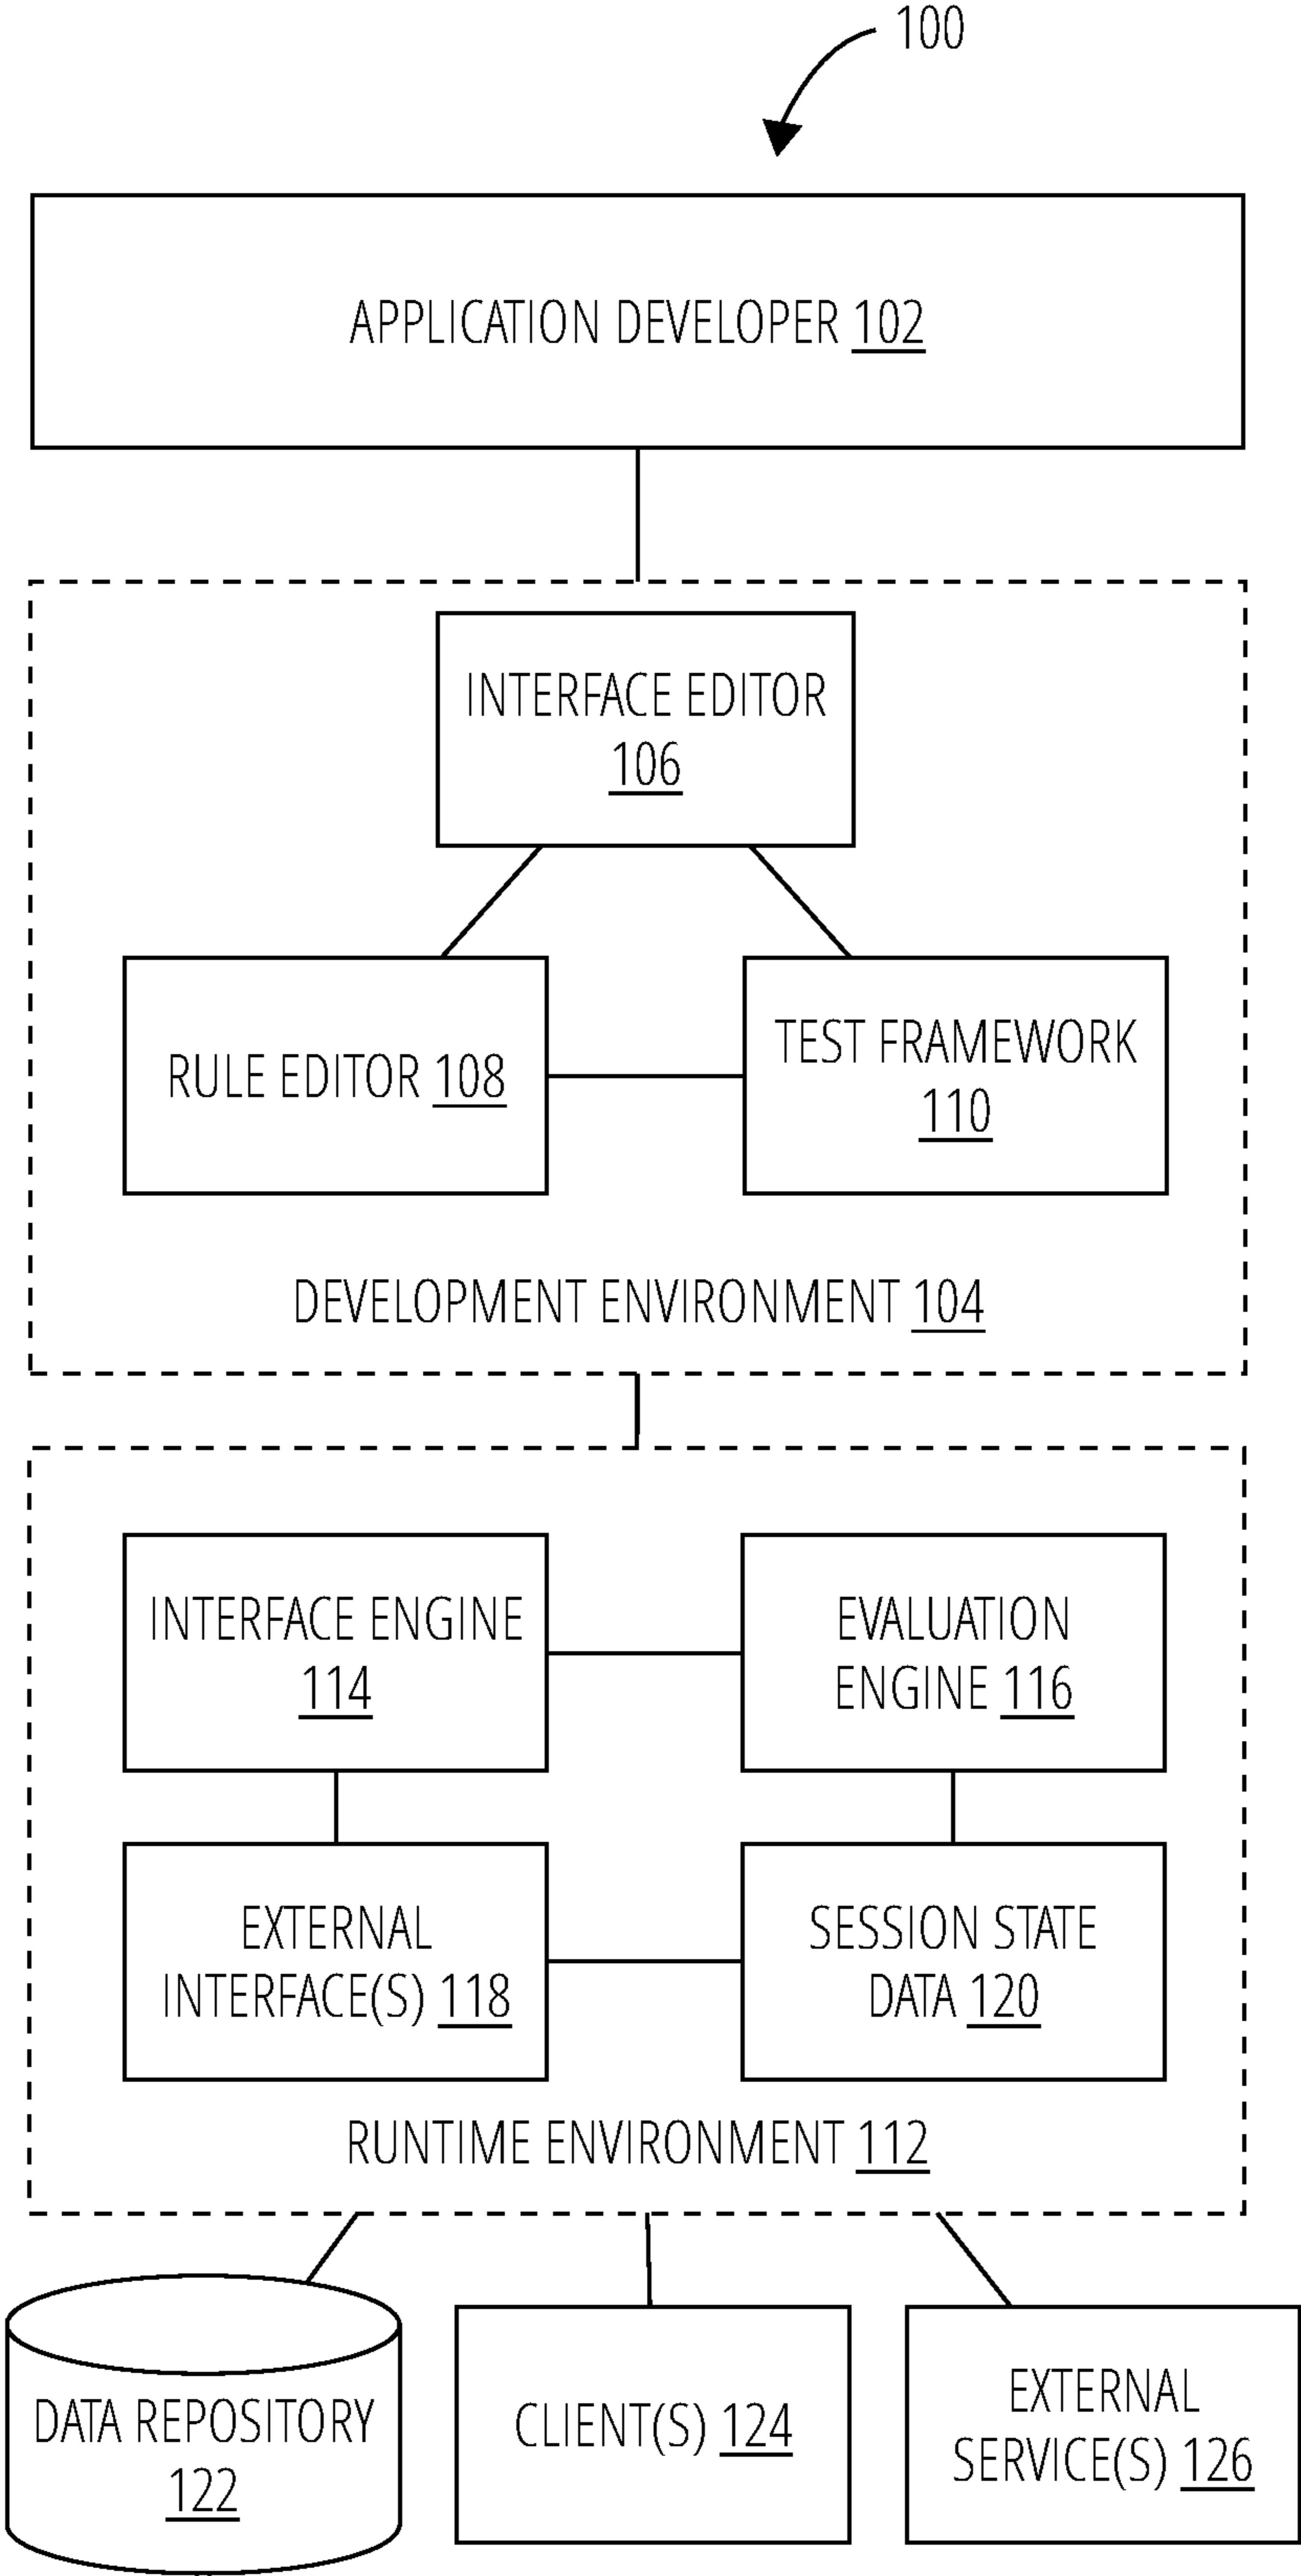 100
APPLICATION DEVELOPER 102
INTERFACE EDITOR
106
RULE EDITOR 108
TEST FRAMEWORK
110
DEVELOPMENT ENVIRONMENT 104
INTERFACE ENGINE
114
EVALUATION
ENGINE 116
EXTERNAL
INTERFACE(S) 118
SESSION STATE
DATA 120
RUNTIME ENVIRONMENT 112
DATA REPOSITORY
122
CLIENT(S) 124
EXTERNAL
SERVICE(S) 126